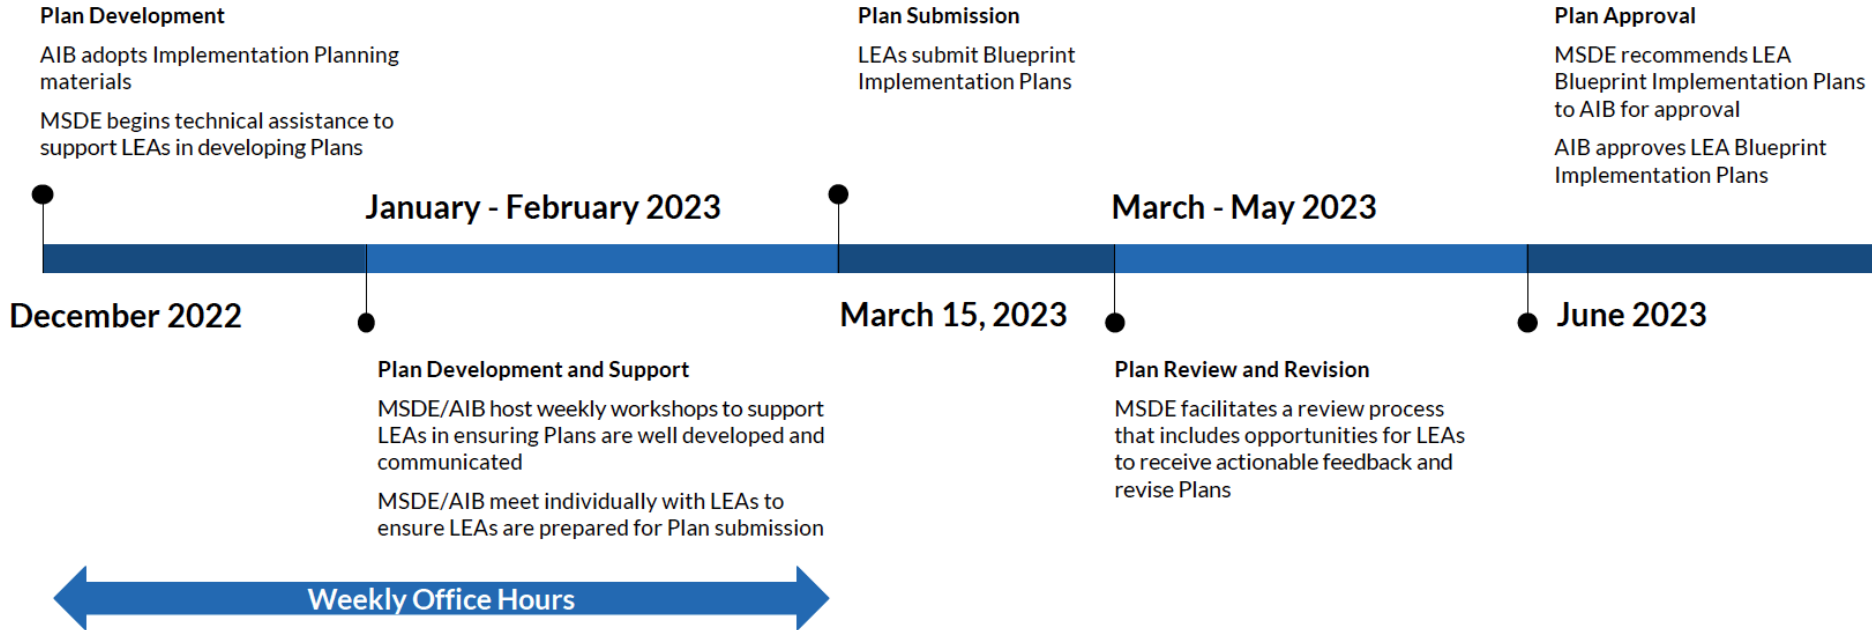 Plan Development
AIB adopts Implementation Planning
materials
MSDE begins technical assistance to
support LEAs in developing Plans
Plan Submission
LEAs submit Blueprint
Implementation Plans
Plan Approval
MSDE recommends LEA
Blueprint Implementation Plans
to AIB for approval
AIB approves LEA Blueprint
Implementation Plans
January - February 2023
March - May 2023
December 2022
March 15, 2023
June 2023
Plan Development and Support
MSDE/AIB host weekly workshops to support
LEAs in ensuring Plans are well developed and
communicated
MSDE/AIB meet individually with LEAs to
ensure LEAs are prepared for Plan submission
Plan Review and Revision
MSDE facilitates a review process
that includes opportunities for LEAs
to receive actionable feedback and
revise Plans
Weekly Office Hours